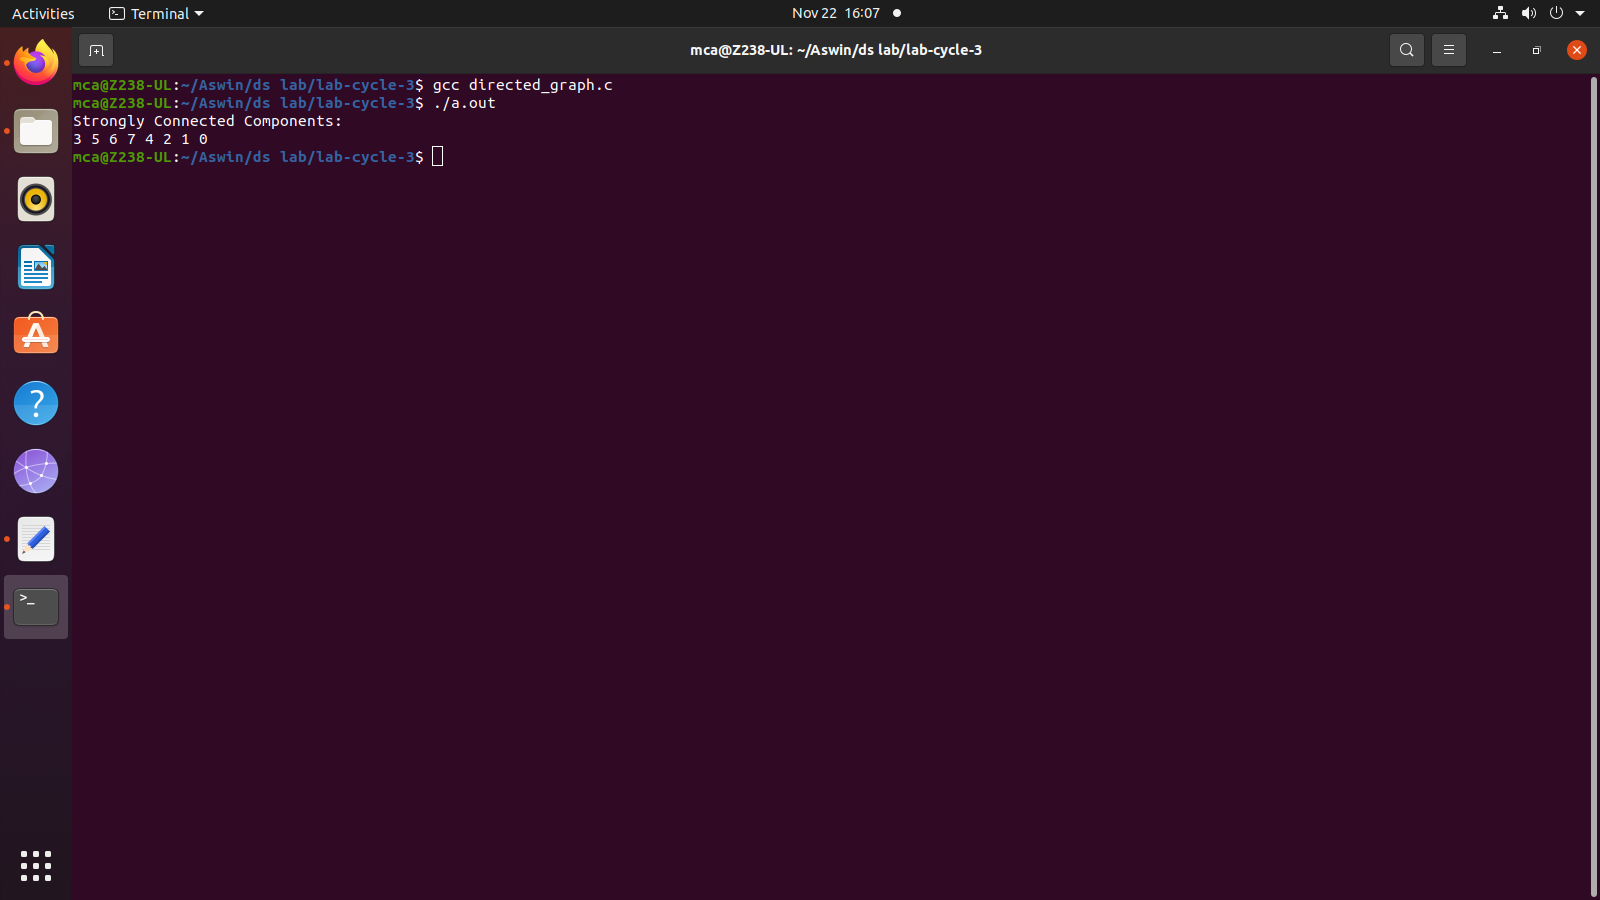 Activities Terminal Nov 22 16:07
mca@Z238-UL: ~/Aswin/ds lab/lab-cycle-3
mca@Z238-UL:~/Aswin/ds lab/lab-cycle-3$ gcc directed_graph.c
mca@Z238-UL:~/Aswin/ds lab/lab-cycle-3$ ./a.out
Strongly Connected Components:
3 5 6 7 4 2 1 0
mca@Z238-UL:~/Aswin/ds lab/lab-cycle-3$